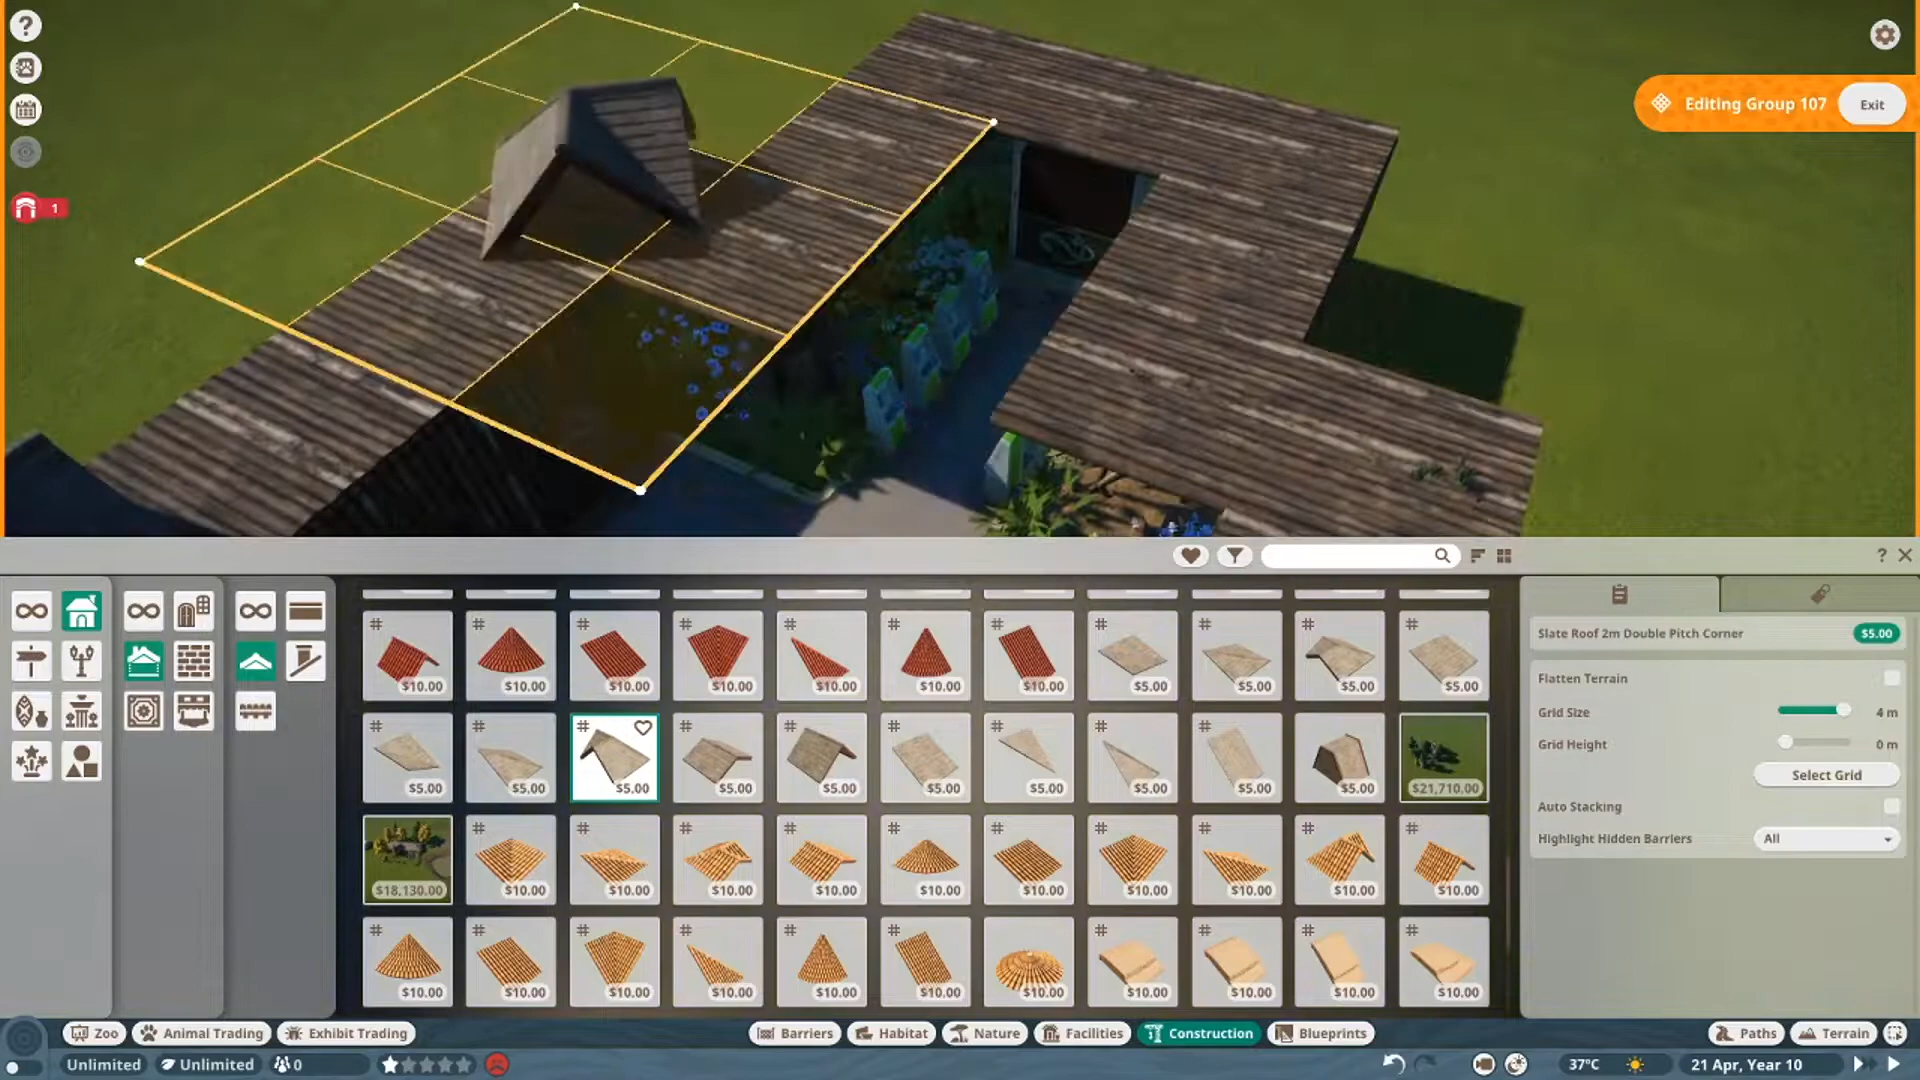 ?
Editing Group 107 Exit
1
? ×
# # # # # # # # # # #
$10.00 $10.00 $10.00 $10.00 $10.00 $10.00 $10.00 $5.00 $5.00 $5.00 $5.00
# # # # # # # # # #
$5.00 $5.00 $5.00 $5.00 $5.00 $5.00 $5.00 $5.00 $5.00 $5.00 $21,710.00
# # # # # # # # # #
$18,130.00 $10.00 $10.00 $10.00 $10.00 $10.00 $10.00 $10.00 $10.00 $10.00 $10.00
# # # # # # # # # # #
$10.00 $10.00 $10.00 $10.00 $10.00 $10.00 $10.00 $10.00 $10.00 $10.00 $10.00
Slate Roof 2m Double Pitch Corner $5.00
Flatten Terrain
Grid Size 4 m
Grid Height 0 m
Select Grid
Auto Stacking
Highlight Hidden Barriers All
Zoo Animal Trading Exhibit Trading Barriers Habitat Nature Facilities Construction Blueprints Paths Terrain
Unlimited Unlimited 0 37°C 21 Apr, Year 10